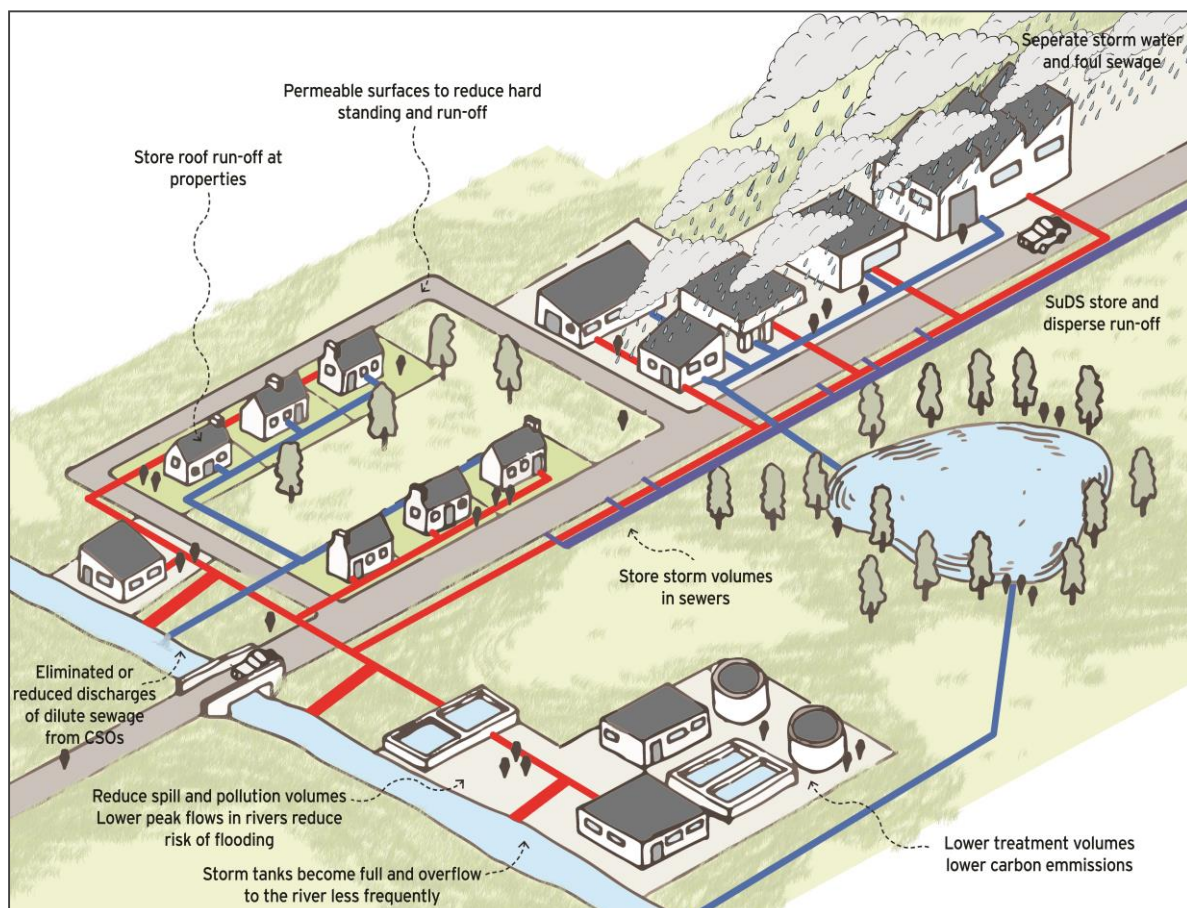 Seperate storm water
and foul sewage
Permeable surfaces to reduce hard
standing and run-off
Store roof run-off at
properties
SuDS store and
disperse run-off
Store storm volumes
in sewers
Eliminated or
reduced discharges
of dilute sewage
from CSOs
Reduce spill and pollution volumes
Lower peak flows in rivers reduce
risk of flooding
Lower treatment volumes
lower carbon emmissions
Storm tanks become full and overflow
to the river less frequently